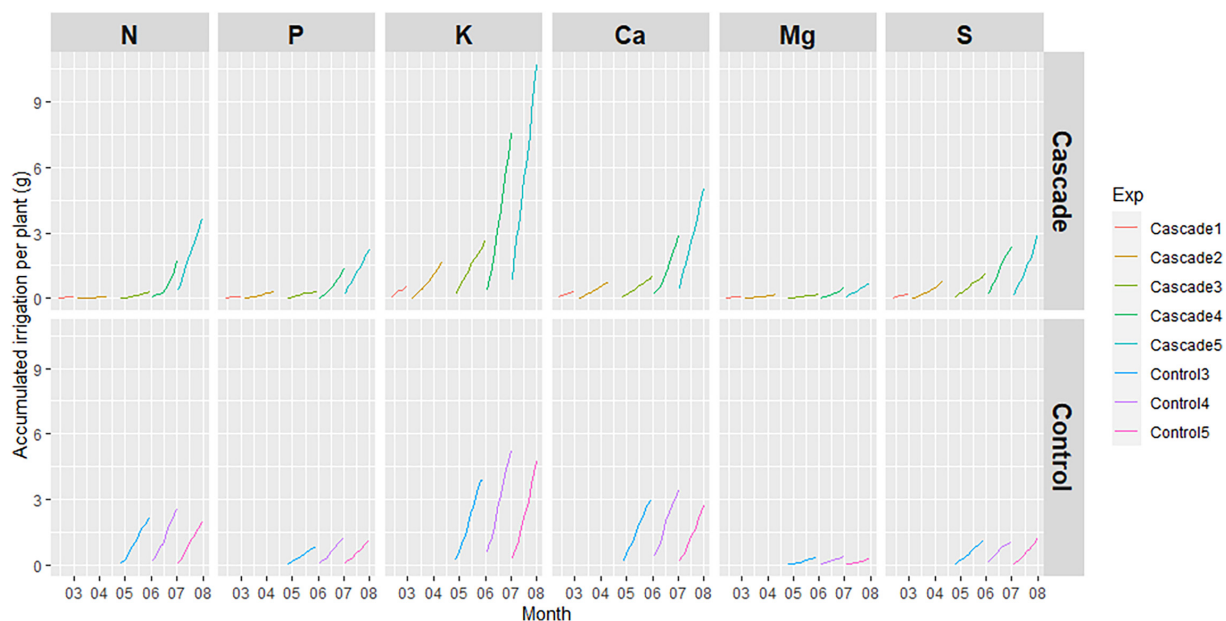 N P K Ca Mg S
Accumulated irrigation per plant (g)
9
6
3
0
Cascade
9
6
3
0
Control
03 04 05 06 07 08 03 04 05 06 07 08 03 04 05 06 07 08 03 04 05 06 07 08 03 04 05 06 07 08 03 04 05 06 07 08
Month
Exp
Cascade1
Cascade2
Cascade3
Cascade4
Cascade5
Control3
Control4
Control5